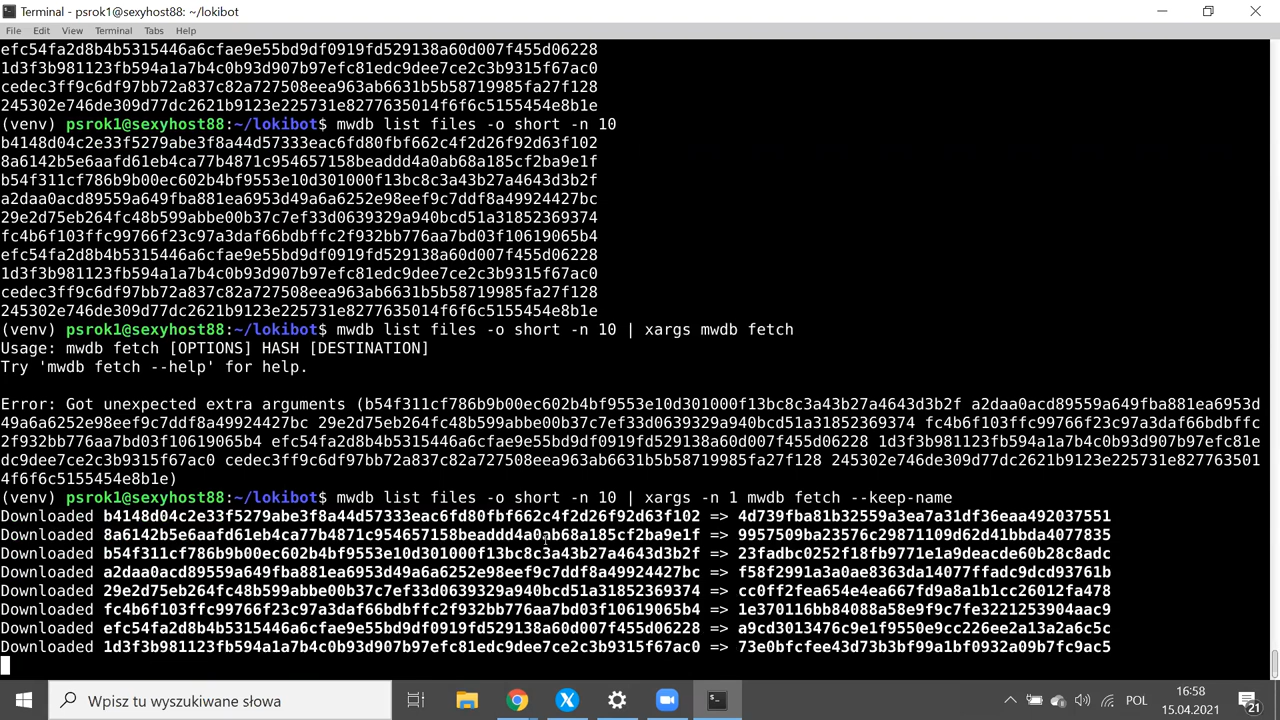 Terminal - psrok1@sexyhost88: ~/lokibot
File Edit View Terminal Tabs Help
efc54fa2d8b4b5315446a6cfae9e55bd9df0919fd529138a60d007f455d06228
1d3f3b981123fb594a1a7b4c0b93d907b97efc81edc9dee7ce2c3b9315f67ac0
cedec3ff9c6df97bb72a837c82a727508eea963ab6631b5b58719985fa27f128
245302e746de309d77dc2621b9123e225731e8277635014f6f6c5155454e8b1e
(venv) psrok1@sexyhost88:~/lokibot$ mwdb list files -o short -n 10
b4148d04c2e33f5279abe3f8a44d57333eac6fd80fbf662c4f2d26f92d63f102
8a6142b5e6aafd61eb4ca77b4871c954657158beaddd4a0ab68a185cf2ba9e1f
b54f311cf786b9b00ec602b4bf9553e10d301000f13bc8c3a43b27a4643d3b2f
a2daa0acd89559a649fba881ea6953d49a6a6252e98eef9c7ddf8a49924427bc
29e2d75eb264fc48b599abbe00b37c7ef33d0639329a940bcd51a31852369374
fc4b6f103ffc99766f23c97a3daf66bdbffc2f932bb776aa7bd03f10619065b4
efc54fa2d8b4b5315446a6cfae9e55bd9df0919fd529138a60d007f455d06228
1d3f3b981123fb594a1a7b4c0b93d907b97efc81edc9dee7ce2c3b9315f67ac0
cedec3ff9c6df97bb72a837c82a727508eea963ab6631b5b58719985fa27f128
245302e746de309d77dc2621b9123e225731e8277635014f6f6c5155454e8b1e
(venv) psrok1@sexyhost88:~/lokibot$ mwdb list files -o short -n 10 | xargs mwdb fetch
Usage: mwdb fetch [OPTIONS] HASH [DESTINATION]
Try 'mwdb fetch --help' for help.
Error: Got unexpected extra arguments (b54f311cf786b9b00ec602b4bf9553e10d301000f13bc8c3a43b27a4643d3b2f a2daa0acd89559a649fba881ea6953d
49a6a6252e98eef9c7ddf8a49924427bc 29e2d75eb264fc48b599abbe00b37c7ef33d0639329a940bcd51a31852369374 fc4b6f103ffc99766f23c97a3daf66bdbffc
2f932bb776aa7bd03f10619065b4 efc54fa2d8b4b5315446a6cfae9e55bd9df0919fd529138a60d007f455d06228 1d3f3b981123fb594a1a7b4c0b93d907b97efc81e
dc9dee7ce2c3b9315f67ac0 cedec3ff9c6df97bb72a837c82a727508eea963ab6631b5b58719985fa27f128 245302e746de309d77dc2621b9123e225731e827763501
4f6f6c5155454e8b1e)
(venv) psrok1@sexyhost88:~/lokibot$ mwdb list files -o short -n 10 | xargs -n 1 mwdb fetch --keep-name
Downloaded b4148d04c2e33f5279abe3f8a44d57333eac6fd80fbf662c4f2d26f92d63f102 => 4d739fba81b32559a3ea7a31df36eaa492037551
Downloaded 8a6142b5e6aafd61eb4ca77b4871c954657158beaddd4a0ab68a185cf2ba9e1f => 9957509ba23576c29871109d62d41bbda4077835
Downloaded b54f311cf786b9b00ec602b4bf9553e10d301000f13bc8c3a43b27a4643d3b2f => 23fadbc0252f18fb9771e1a9deacde60b28c8adc
Downloaded a2daa0acd89559a649fba881ea6953d49a6a6252e98eef9c7ddf8a49924427bc => f58f2991a3a0ae8363da14077ffadc9dcd93761b
Downloaded 29e2d75eb264fc48b599abbe00b37c7ef33d0639329a940bcd51a31852369374 => cc0ff2fea654e4ea667fd9a8a1b1cc26012fa478
Downloaded fc4b6f103ffc99766f23c97a3daf66bdbffc2f932bb776aa7bd03f10619065b4 => 1e370116bb84088a58e9f9c7fe3221253904aac9
Downloaded efc54fa2d8b4b5315446a6cfae9e55bd9df0919fd529138a60d007f455d06228 => a9cd3013476c9e1f9550e9cc226ee2a13a2a6c5c
Downloaded 1d3f3b981123fb594a1a7b4c0b93d907b97efc81edc9dee7ce2c3b9315f67ac0 => 73e0bfcfee43d73b3bf99a1bf0932a09b7fc9ac5
Wpisz tu wyszukiwane słowa
POL
16:58
15.04.2021
21